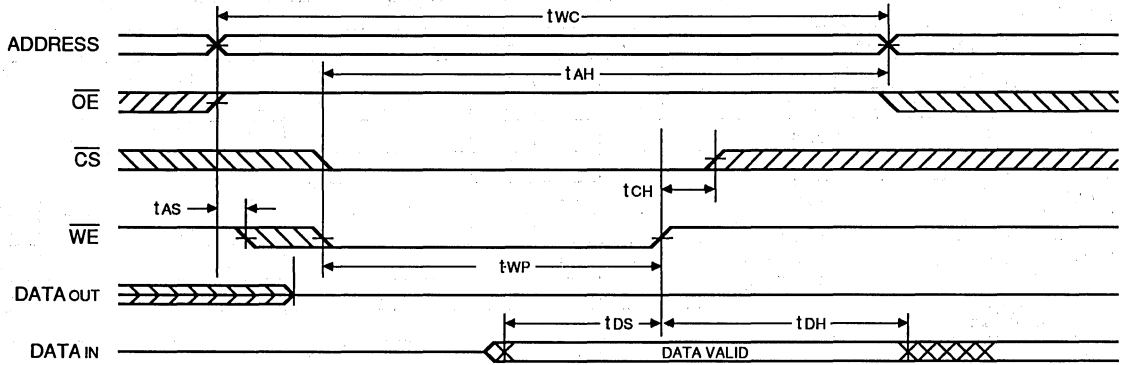 tWC
ADDRESS
tAH
OE
CS
tCH
tAS
WE
tWP
DATA OUT
tDS
tDH
DATA IN
DATA VALID